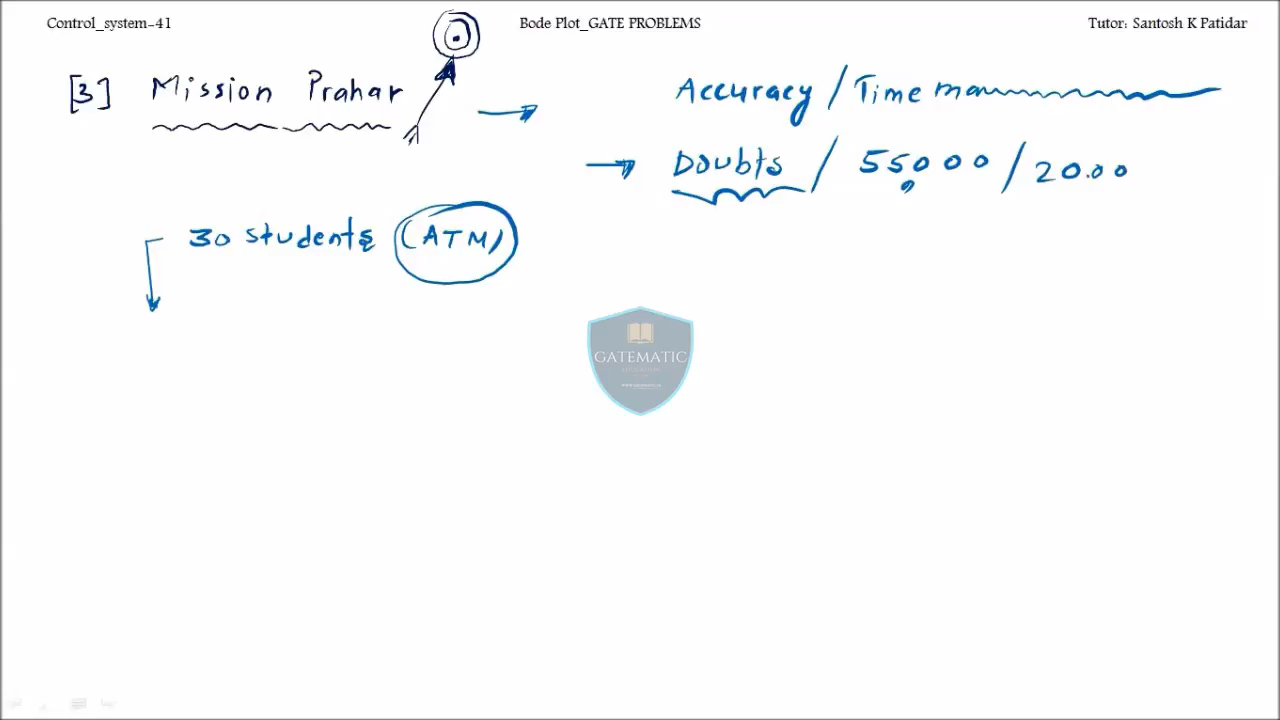 Control_system-41 Bode Plot_GATE PROBLEMS Tutor: Santosh K Patidar
[3] Mission Prahar → Accuracy / Time man
→ Doubts / 55000 / 20.00
30 students (ATM)
GATEMATIC